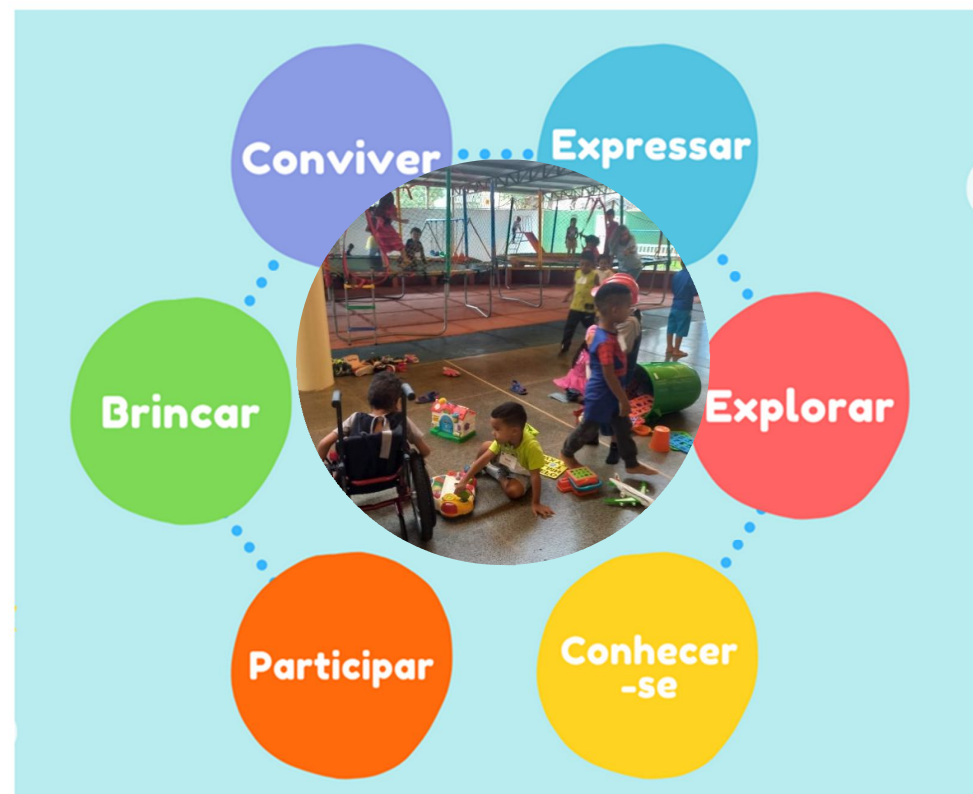 Conviver
Expressar
Brincar
Explorar
Participar
Conhecer
-se